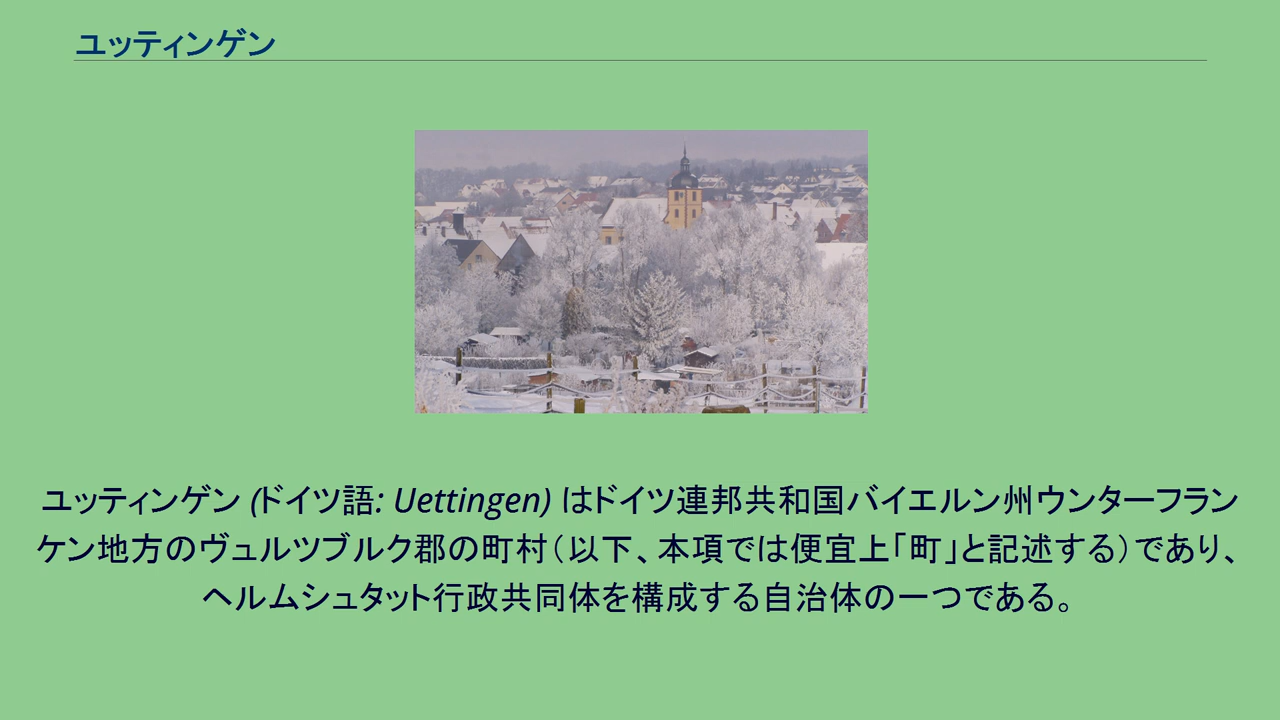 ユッティンゲン
ユッティンゲン (ドイツ語: Uettingen) はドイツ連邦共和国バイエルン州ウンターフラン
ケン地方のヴュルツブルク郡の町村（以下、本項では便宜上「町」と記述する）であり、
ヘルムシュタット行政共同体を構成する自治体の一つである。